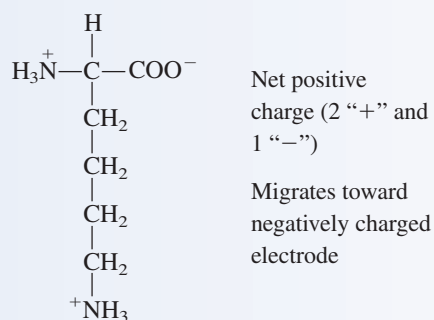 H
H₃N⁺—C—COO⁻
CH₂
CH₂
CH₂
CH₂
⁺NH₃
Net positive
charge (2 “+” and
1 “−”)
Migrates toward
negatively charged
electrode